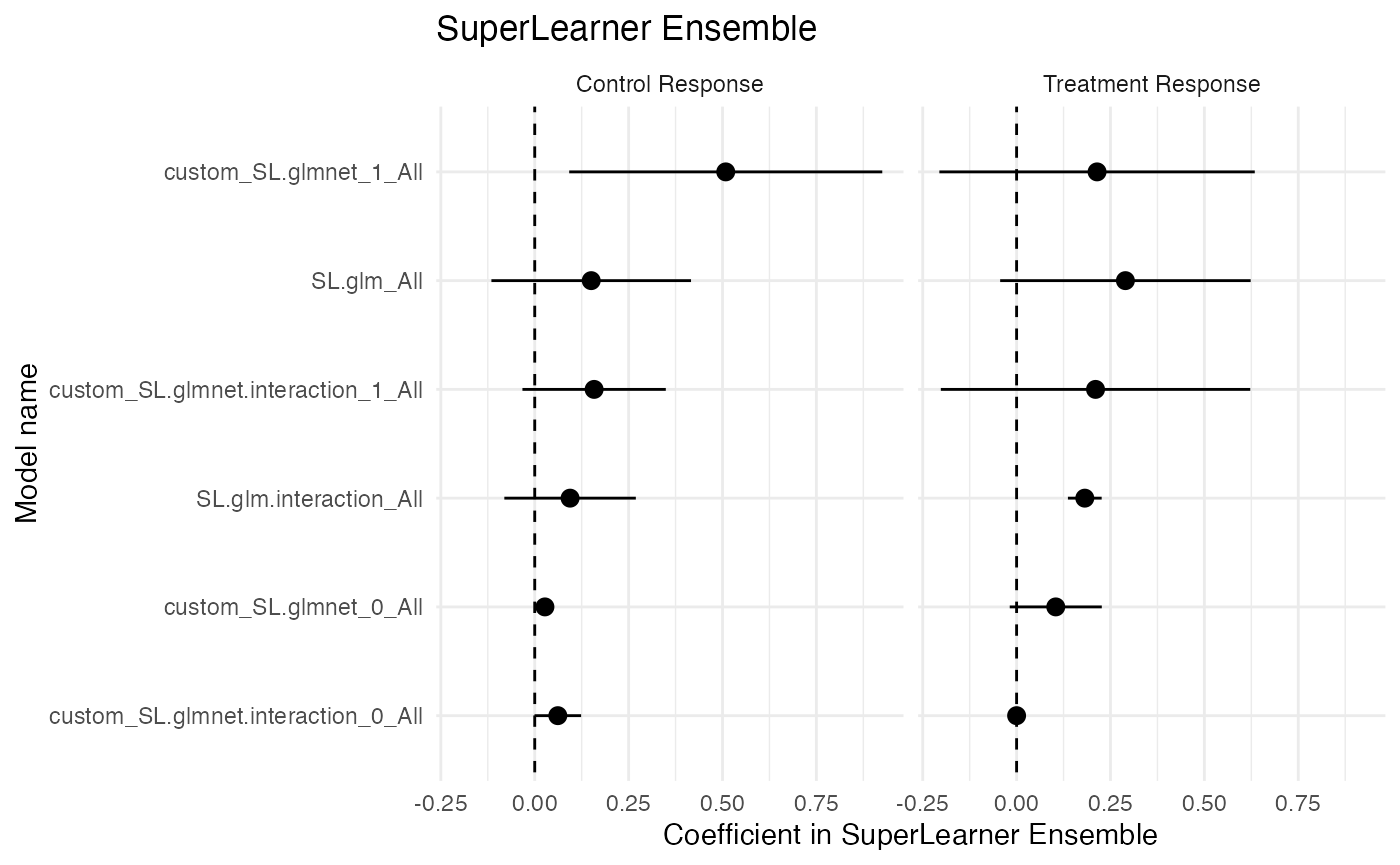 SuperLearner Ensemble
Control Response
Treatment Response
Model name
custom_SL.glmnet_1_All
SL.glm_All
custom_SL.glmnet.interaction_1_All
SL.glm.interaction_All
custom_SL.glmnet_0_All
custom_SL.glmnet.interaction_0_All
-0.25 0.00 0.25 0.50 0.75 -0.25 0.00 0.25 0.50 0.75
Coefficient in SuperLearner Ensemble